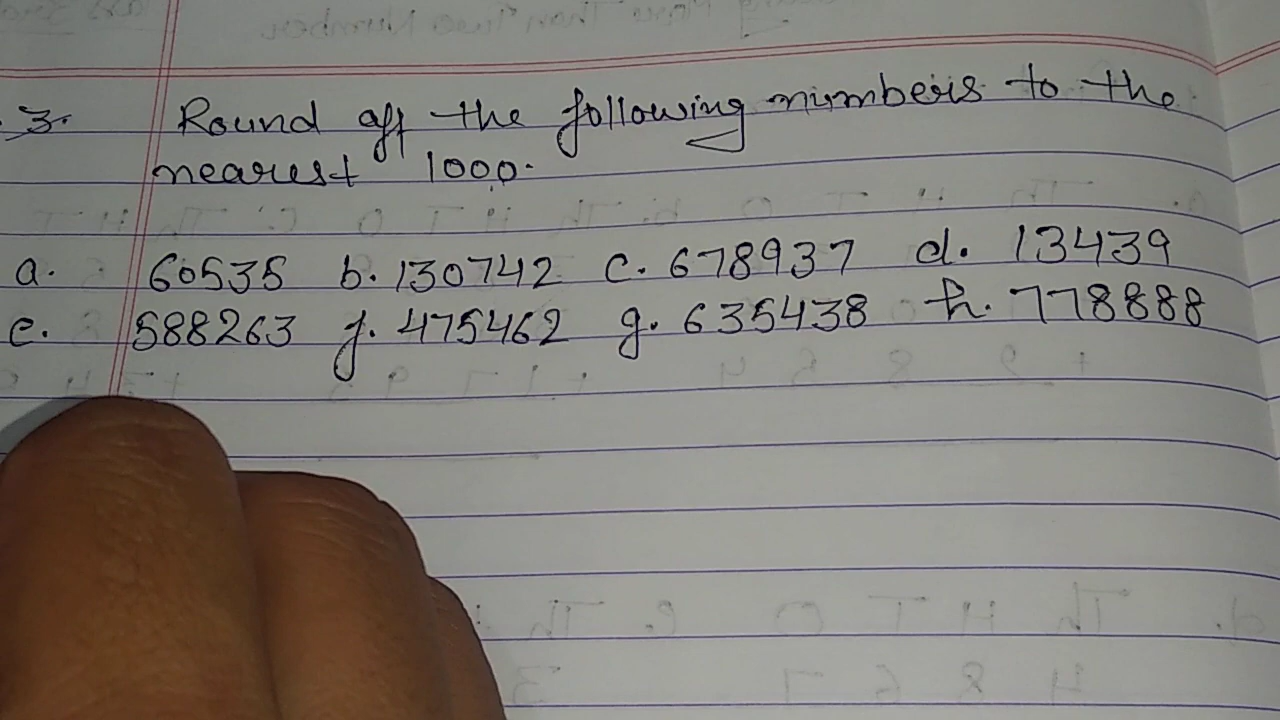 3. Round off the following numbers to the
nearest 1000.
a. 60535 b. 130742 c. 678937 d. 13439
e. 588263 f. 475462 g. 635438 h. 778888